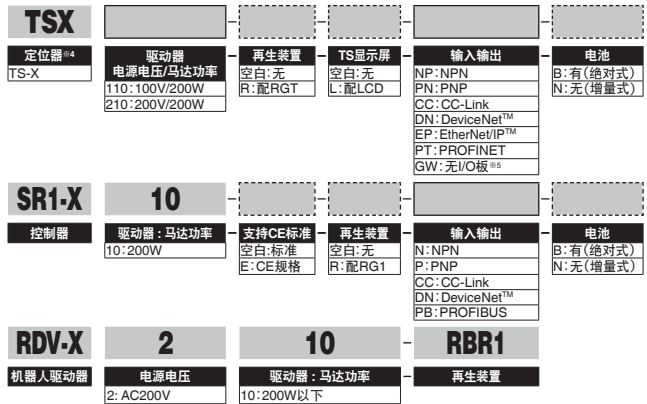 TSX - - - -
定位器※4 驱动器 电源电压/马达功率 - 再生装置 - TS显示屏 - 输入输出 - 电池
TS-X 110：100V/200W 空白：无 空白：无 NP：NPN B：有（绝对式）
210：200V/200W R：配RGT L：配LCD PN：PNP N：无（增量式）
CC：CC-Link
DN：DeviceNet™
EP：EtherNet/IP™
PT：PROFINET
GW：无I/O板※5
SR1-X 10 - - - -
控制器 驱动器：马达功率 - 支持CE标准 - 再生装置 - 输入输出 - 电池
10：200W 空白:标准 空白：无 N：NPN B：有（绝对式）
E：CE规格 R：配RG1 P：PNP N：无（增量式）
CC：CC-Link
DN：DeviceNet™
PB：PROFIBUS
RDV-X 2 10 - RBR1
机器人驱动器 电源电压 驱动器：马达功率 - 再生装置
2: AC200V 10：200W以下